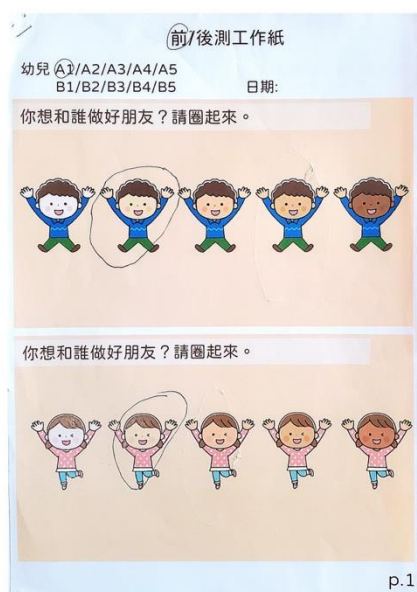 前/後測工作紙
幼兒 A1/A2/A3/A4/A5
B1/B2/B3/B4/B5
日期:
你想和誰做好朋友？請圈起來。
你想和誰做好朋友？請圈起來。
p.1